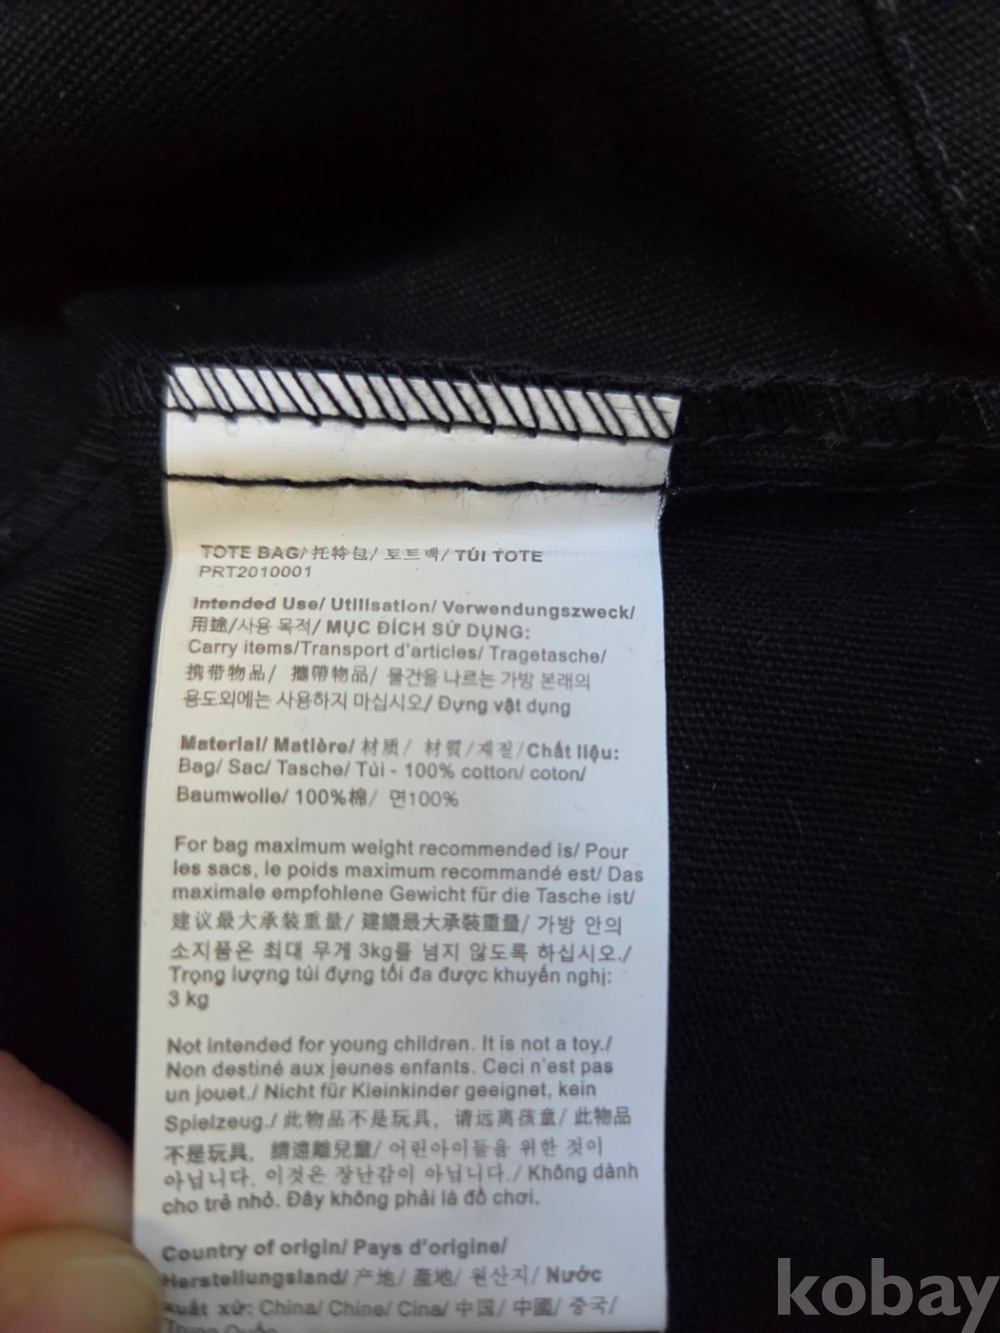 TOTE BAG/ 托特包/ 토트백/ TÚI TOTE
PRT2010001
Intended Use/ Utilisation/ Verwendungszweck/
用途/사용 목적/ MỤC ĐÍCH SỬ DỤNG:
Carry items/Transport d'articles/ Tragetasche/
携带物品/ 攜帶物品/ 물건을 나르는 가방 본래의
용도외에는 사용하지 마십시오/ Đựng vật dụng
Material/ Matière/ 材质/ 材質/재질/Chất liệu:
Bag/ Sac/ Tasche/ Túi - 100% cotton/ coton/
Baumwolle/ 100%棉/ 면100%
For bag maximum weight recommended is/ Pour
les sacs, le poids maximum recommandé est/ Das
maximale empfohlene Gewicht für die Tasche ist/
建议最大承装重量/ 建議最大承裝重量/ 가방 안의
소지품은 최대 무게 3kg를 넘지 않도록 하십시오./
Trọng lượng túi đựng tối đa được khuyến nghị:
3 kg
Not intended for young children. It is not a toy./
Non destiné aux jeunes enfants. Ceci n'est pas
un jouet./ Nicht für Kleinkinder geeignet, kein
Spielzeug./ 此物品不是玩具，请远离孩童/ 此物品
不是玩具，請遠離兒童/ 어린아이들을 위한 것이
아닙니다. 이것은 장난감이 아닙니다./ Không dành
cho trẻ nhỏ. Đây không phải là đồ chơi.
Country of origin/ Pays d'origine/
Herstellungsland/ 产地/ 產地/ 원산지/ Nước
xuất xứ: China/ Chine/ Cina/ 中国/ 中國/ 중국/
Trung Quốc
kobay